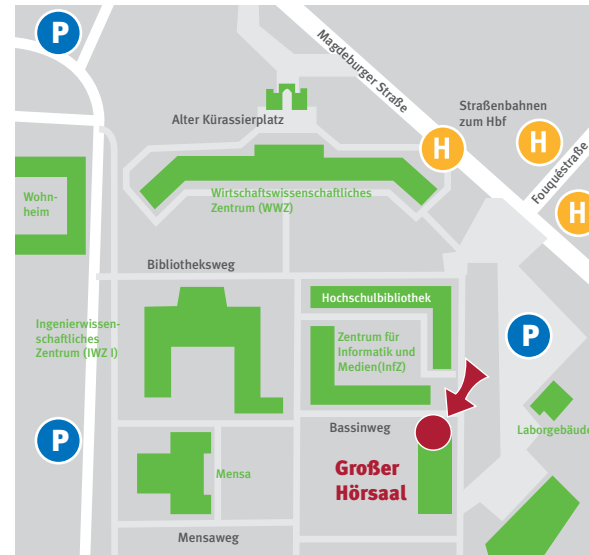 P
Magdeburger Straße
Straßenbahnen
zum Hbf
Alter Kürassierplatz
H
H
Fouquéstraße
H
Wohn-
heim
Wirtschaftswissenschaftliches
Zentrum (WWZ)
Bibliotheksweg
Hochschulbibliothek
Ingenierwissen-
schaftliches
Zentrum (IWZ I)
Zentrum für
Informatik und
Medien(InfZ)
P
P
Bassinweg
Laborgebäude
Großer
Hörsaal
Mensa
Mensaweg